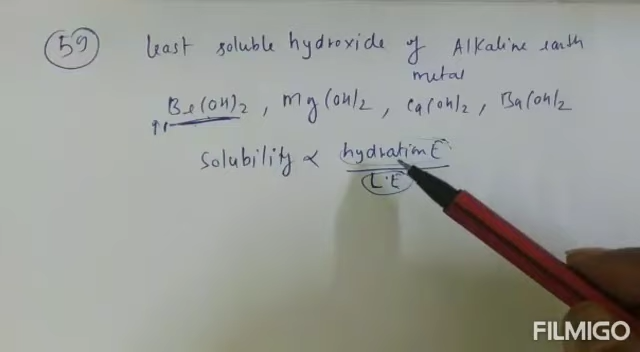 59 Least soluble hydroxide of Alkaline earth
metal
Be(OH)2, Mg(OH)2, Ca(OH)2, Ba(OH)2
Solubility ∝ hydration E
L.E
FILMIGO